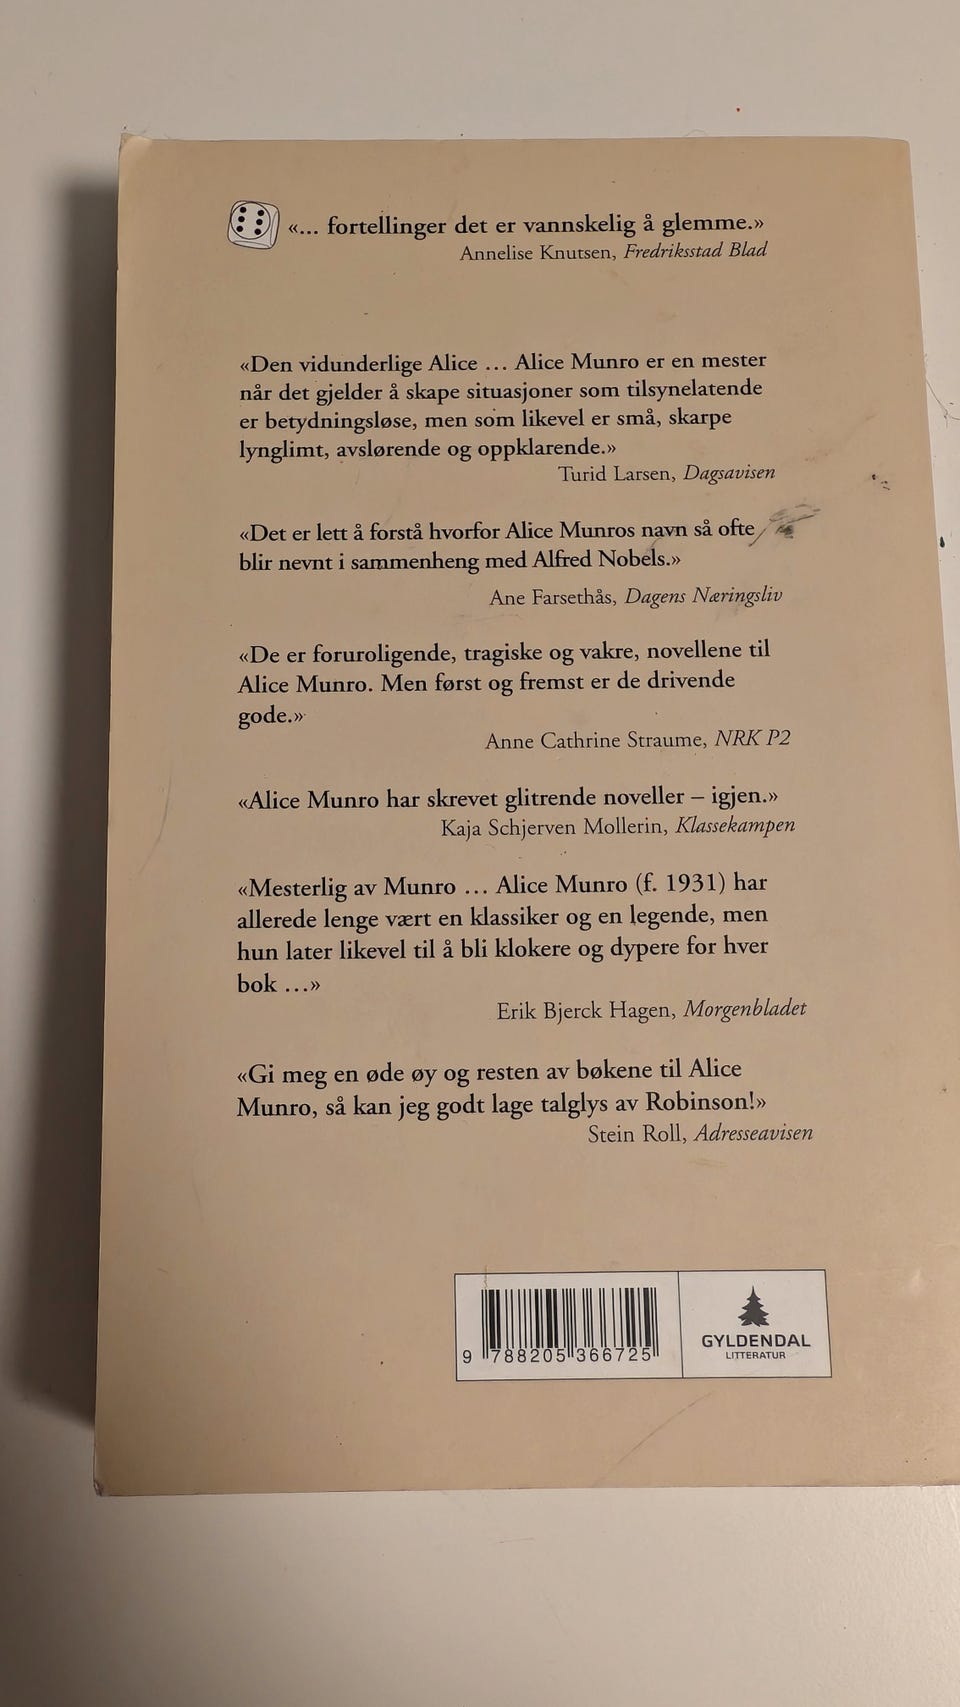 «... fortellinger det er vannskelig å glemme.»
Annelise Knutsen, Fredriksstad Blad
«Den vidunderlige Alice ... Alice Munro er en mester
når det gjelder å skape situasjoner som tilsynelatende
er betydningsløse, men som likevel er små, skarpe
lynglimt, avslørende og oppklarende.»
Turid Larsen, Dagsavisen
«Det er lett å forstå hvorfor Alice Munros navn så ofte
blir nevnt i sammenheng med Alfred Nobels.»
Ane Farsethås, Dagens Næringsliv
«De er foruroligende, tragiske og vakre, novellene til
Alice Munro. Men først og fremst er de drivende
gode.»
Anne Cathrine Straume, NRK P2
«Alice Munro har skrevet glitrende noveller – igjen.»
Kaja Schjerven Mollerin, Klassekampen
«Mesterlig av Munro ... Alice Munro (f. 1931) har
allerede lenge vært en klassiker og en legende, men
hun later likevel til å bli klokere og dypere for hver
bok ...»
Erik Bjerck Hagen, Morgenbladet
«Gi meg en øde øy og resten av bøkene til Alice
Munro, så kan jeg godt lage talglys av Robinson!»
Stein Roll, Adresseavisen
9 788205 366725
GYLDENDAL
LITTERATUR